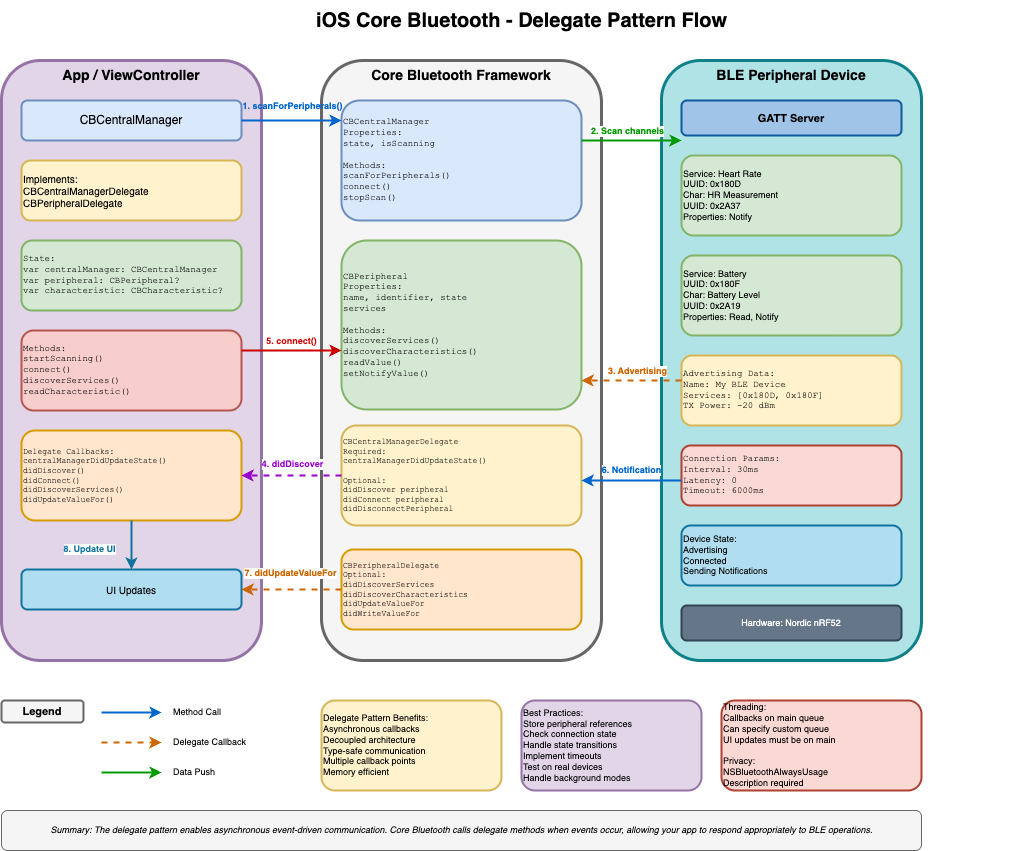 iOS Core Bluetooth - Delegate Pattern Flow
App / ViewController
CBCentralManager
Implements:
CBCentralManagerDelegate
CBPeripheralDelegate
State:
var centralManager: CBCentralManager
var peripheral: CBPeripheral?
var characteristic: CBCharacteristic?
Methods:
startScanning()
connect()
discoverServices()
readCharacteristic()
Delegate Callbacks:
centralManagerDidUpdateState()
didDiscover()
didConnect()
didDiscoverServices()
didUpdateValueFor()
8. Update UI
UI Updates
1. scanForPeripherals()
5. connect()
4. didDiscover
7. didUpdateValueFor
Core Bluetooth Framework
CBCentralManager
Properties:
state, isScanning
Methods:
scanForPeripherals()
connect()
stopScan()
CBPeripheral
Properties:
name, identifier, state
services
Methods:
discoverServices()
discoverCharacteristics()
readValue()
setNotifyValue()
CBCentralManagerDelegate
Required:
centralManagerDidUpdateState()
Optional:
didDiscover peripheral
didConnect peripheral
didDisconnectPeripheral
CBPeripheralDelegate
Optional:
didDiscoverServices
didDiscoverCharacteristics
didUpdateValueFor
didWriteValueFor
2. Scan channels
3. Advertising
6. Notification
BLE Peripheral Device
GATT Server
Service: Heart Rate
UUID: 0x180D
Char: HR Measurement
UUID: 0x2A37
Properties: Notify
Service: Battery
UUID: 0x180F
Char: Battery Level
UUID: 0x2A19
Properties: Read, Notify
Advertising Data:
Name: My BLE Device
Services: [0x180D, 0x180F]
TX Power: -20 dBm
Connection Params:
Interval: 30ms
Latency: 0
Timeout: 6000ms
Device State:
Advertising
Connected
Sending Notifications
Hardware: Nordic nRF52
Legend
Method Call
Delegate Callback
Data Push
Delegate Pattern Benefits:
Asynchronous callbacks
Decoupled architecture
Type-safe communication
Multiple callback points
Memory efficient
Best Practices:
Store peripheral references
Check connection state
Handle state transitions
Implement timeouts
Test on real devices
Handle background modes
Threading:
Callbacks on main queue
Can specify custom queue
UI updates must be on main
Privacy:
NSBluetoothAlwaysUsage
Description required
Summary: The delegate pattern enables asynchronous event-driven communication. Core Bluetooth calls delegate methods when events occur, allowing your app to respond appropriately to BLE operations.